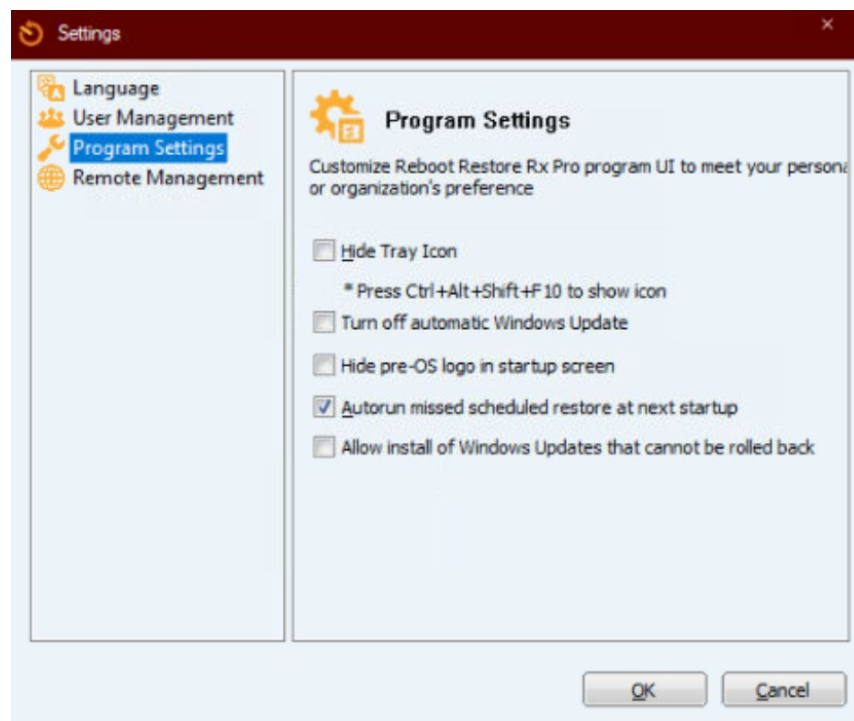 Settings
Language
User Management
Program Settings
Remote Management
Program Settings
Customize Reboot Restore Rx Pro program UI to meet your
or organization's preference
Hide Tray Icon
* Press Ctrl+Alt+Shift+F10 to show icon
Turn off automatic Windows Update
Hide pre-OS logo in startup screen
Autorun missed scheduled restore at next startup
Allow install of Windows Updates that cannot be rolled back
OK
Cancel